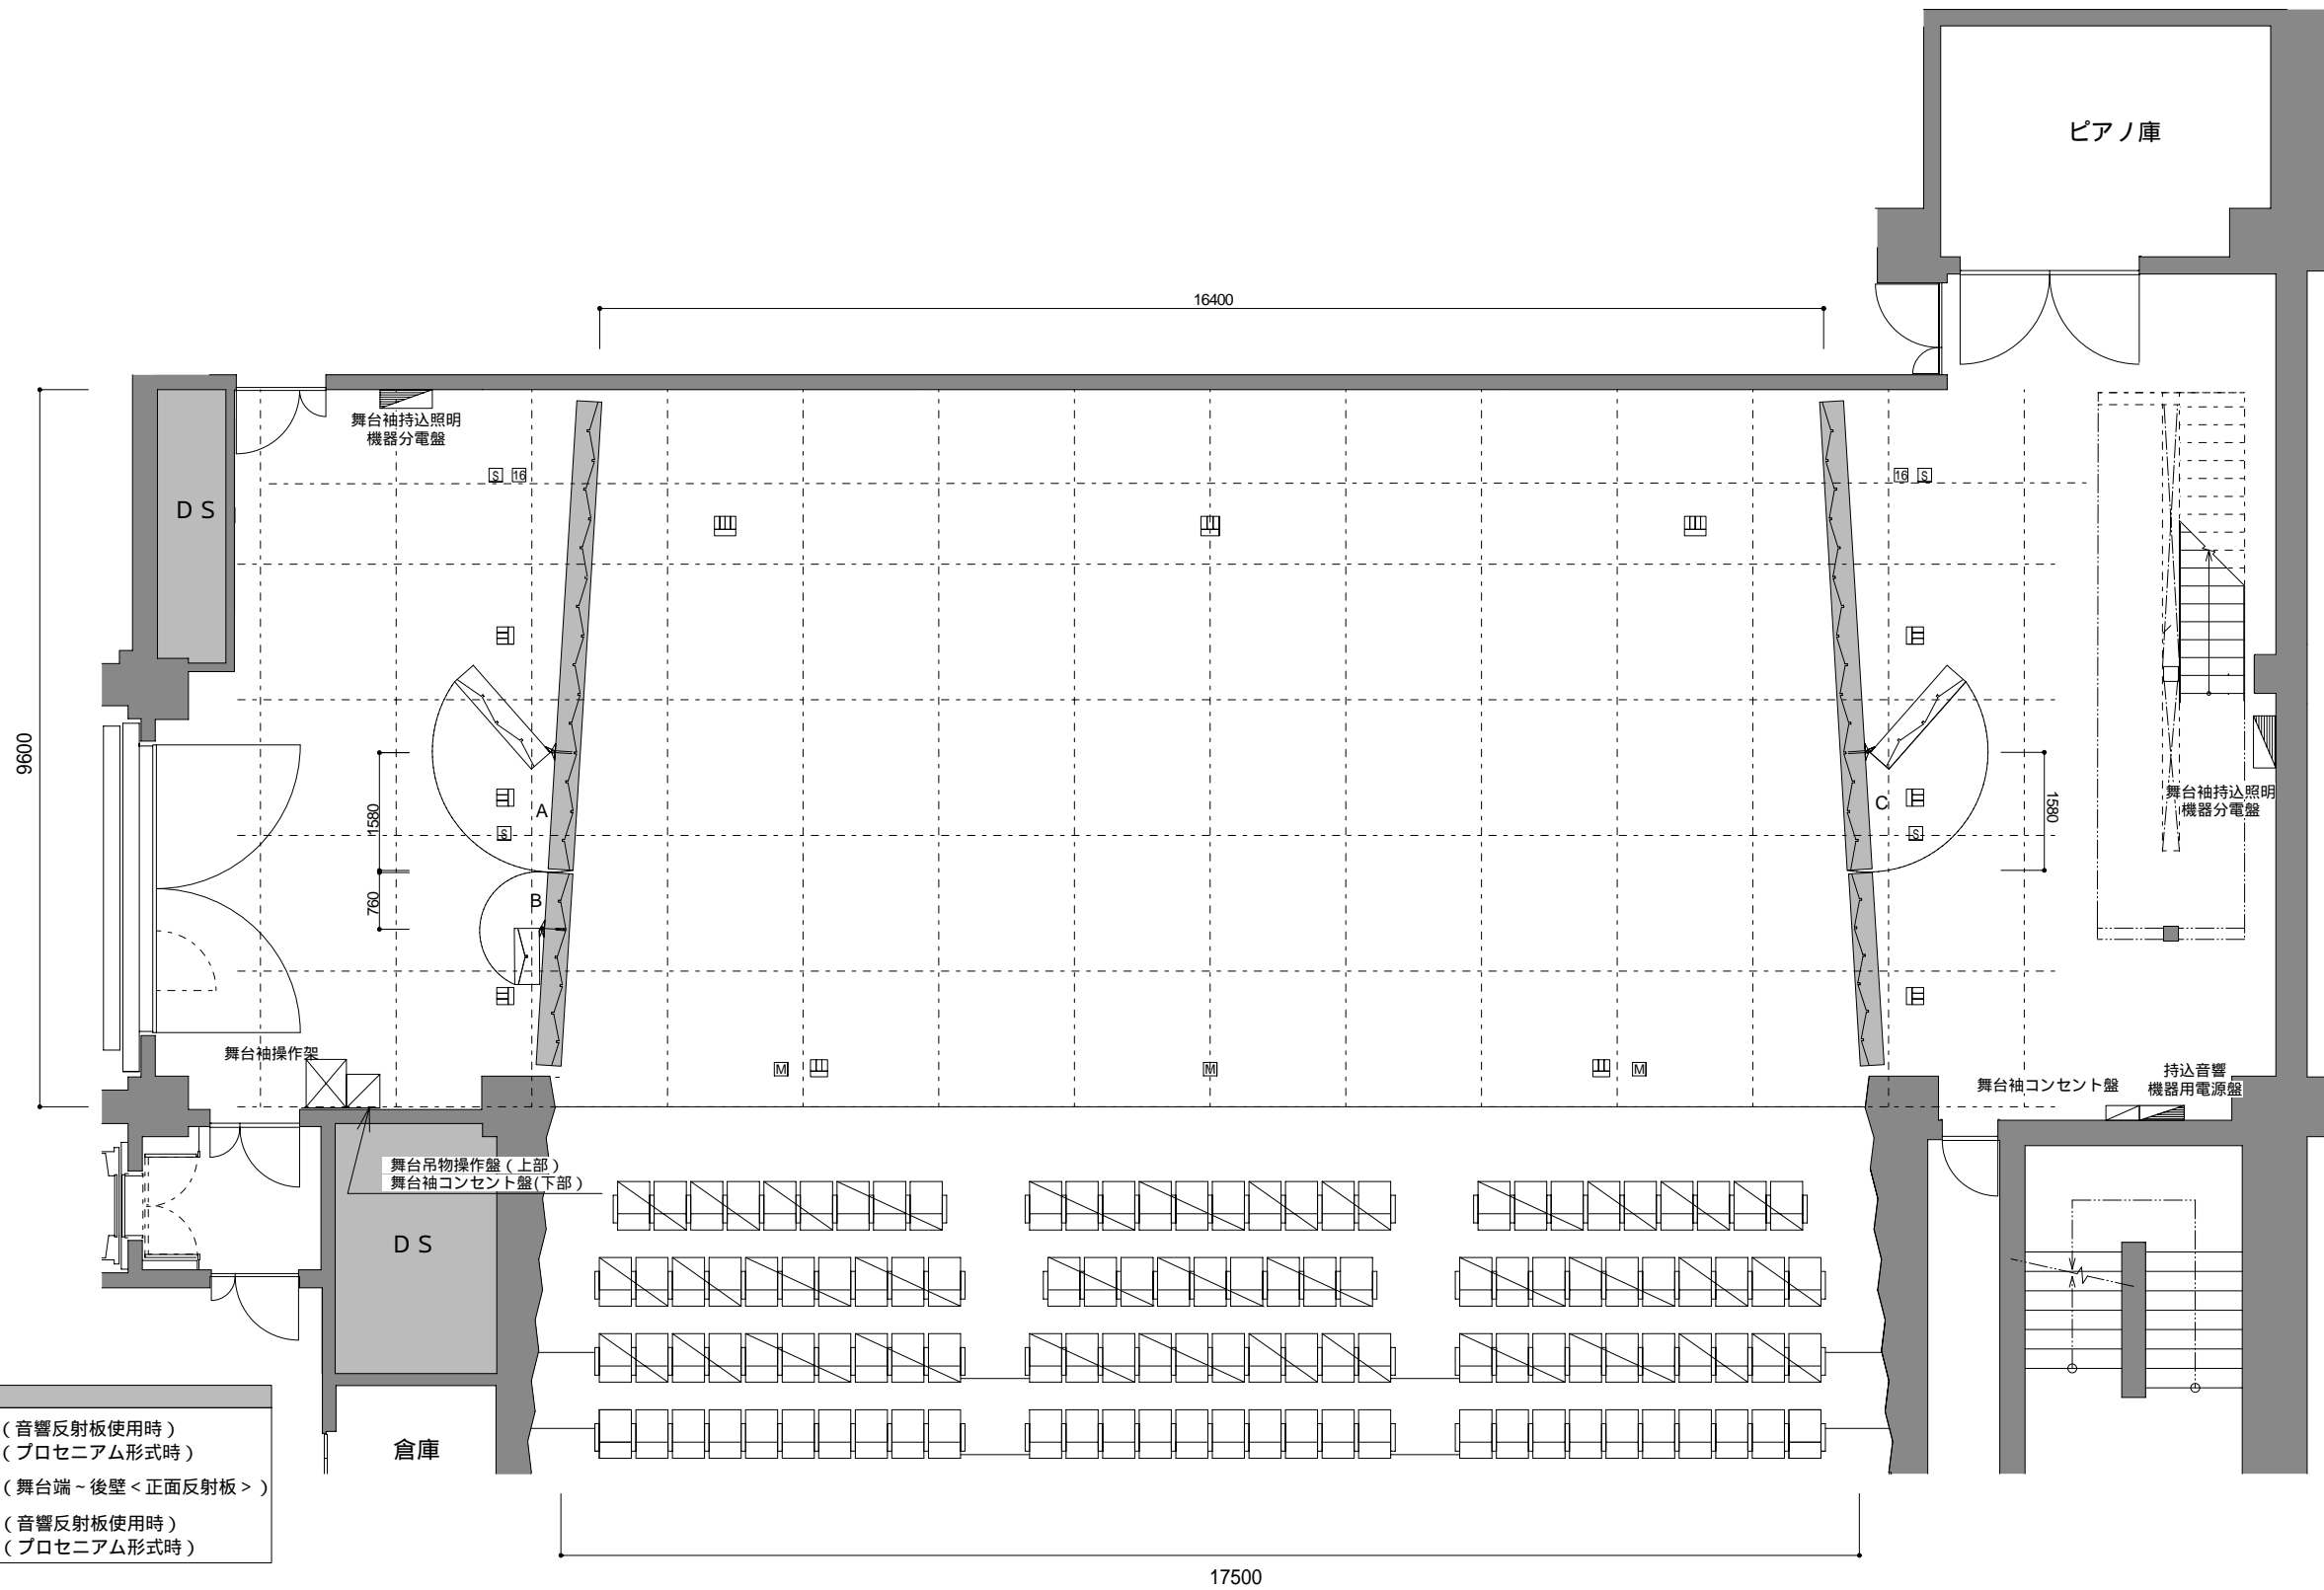 ピアノ庫
16400
舞台袖持込照明
機器分電盤
S 16
16 S
DS
9600
1580
A
S
760
B
C
S
1580
舞台袖持込照明
機器分電盤
舞台袖操作架
M
M
M
舞台袖コンセント盤
持込音響
機器用電源盤
舞台吊物操作盤（上部）
舞台袖コンセント盤(下部）
DS
倉庫
（音響反射板使用時）
（プロセニアム形式時）
（舞台端～後壁＜正面反射板＞）
（音響反射板使用時）
（プロセニアム形式時）
17500